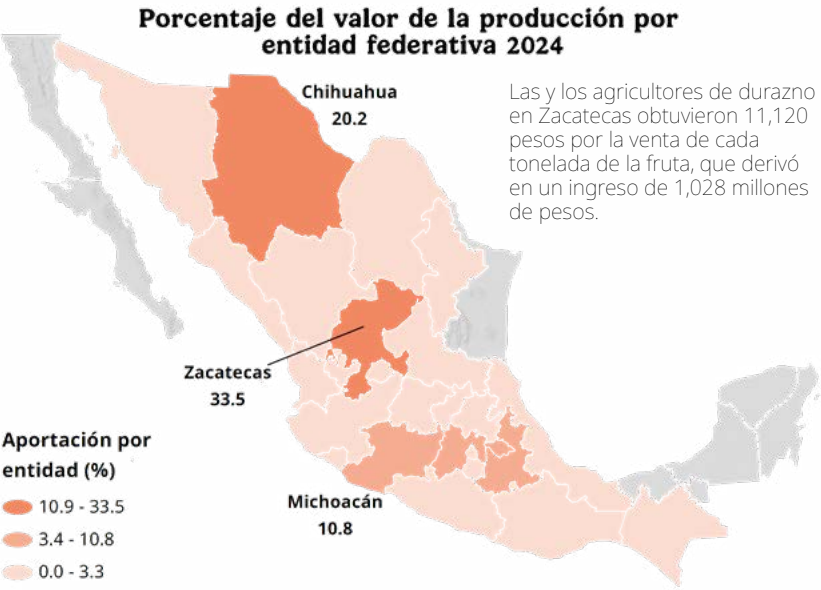 Porcentaje del valor de la producción por
entidad federativa 2024
Chihuahua
20.2
Las y los agricultores de durazno
en Zacatecas obtuvieron 11,120
pesos por la venta de cada
tonelada de la fruta, que derivó
en un ingreso de 1,028 millones
de pesos.
Zacatecas
33.5
Michoacán
10.8
Aportación por
entidad (%)
10.9 - 33.5
3.4 - 10.8
0.0 - 3.3